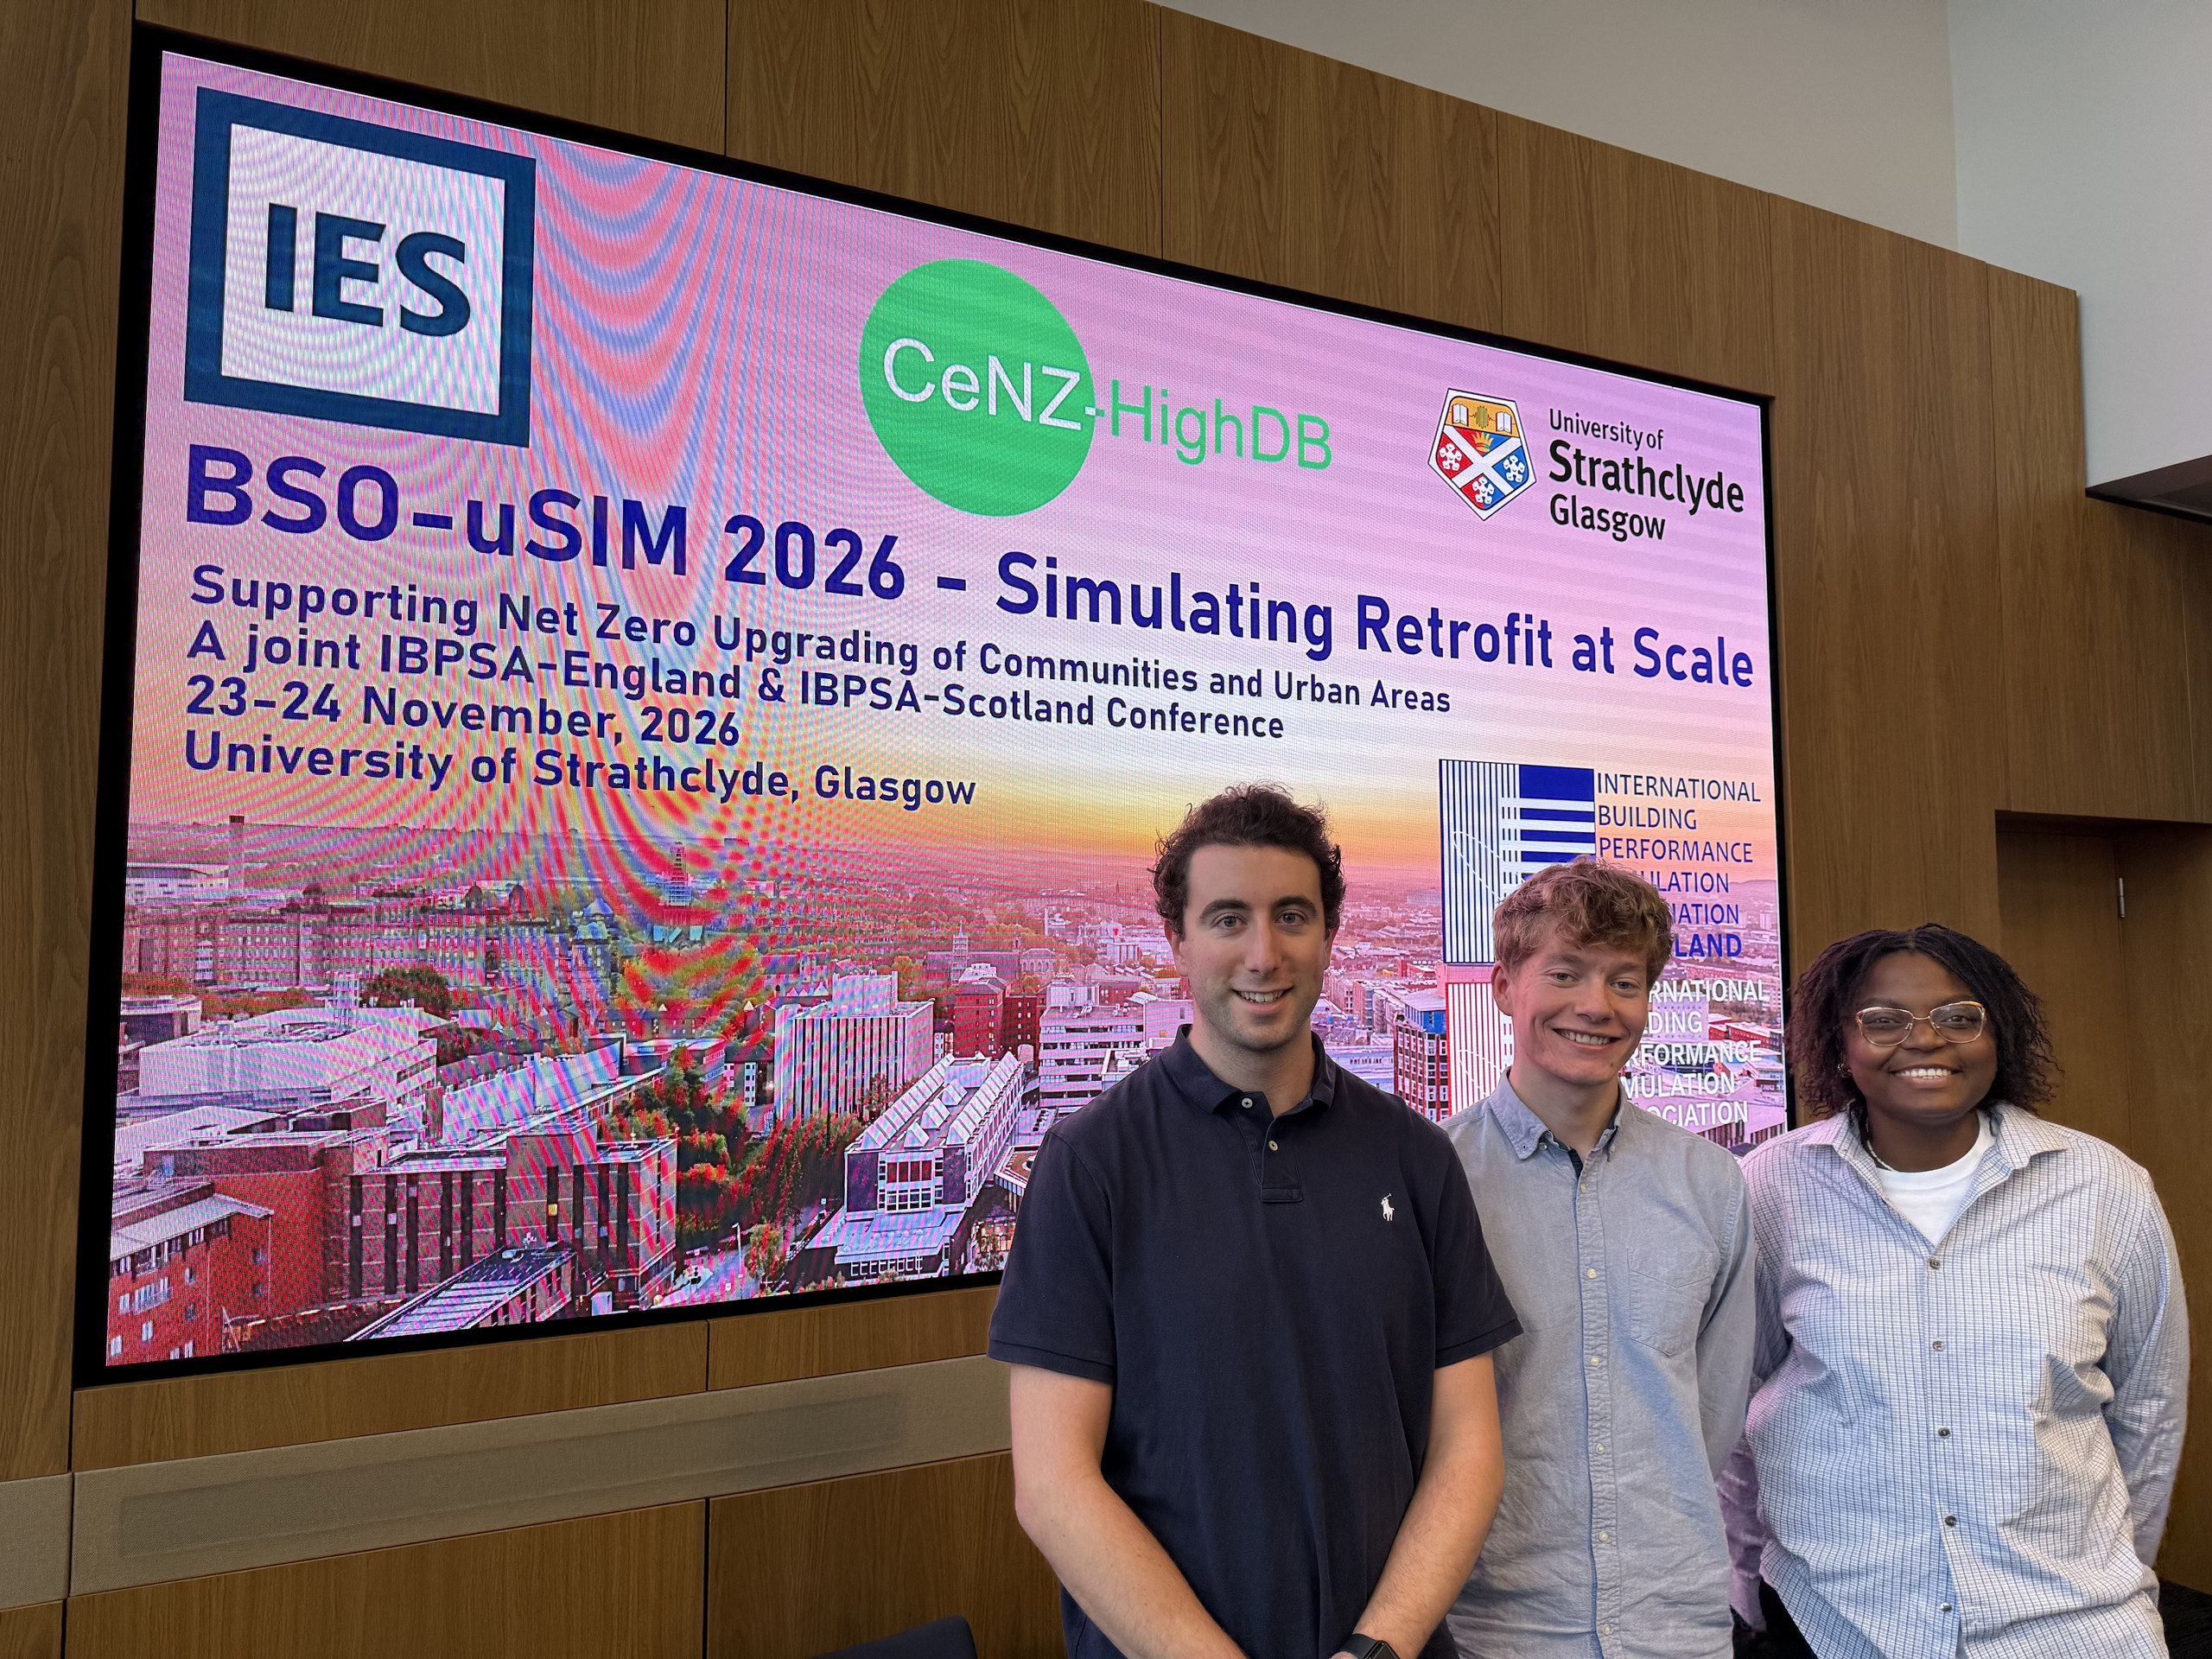 IES
CeNZ-HighDB
University of
Strathclyde
Glasgow
BSO-uSIM 2026 - Simulating Retrofit at Scale
Supporting Net Zero Upgrading of Communities and Urban Areas
A joint IBPSA-England & IBPSA-Scotland Conference
23-24 November, 2026
University of Strathclyde, Glasgow
INTERNATIONAL
BUILDING
PERFORMANCE